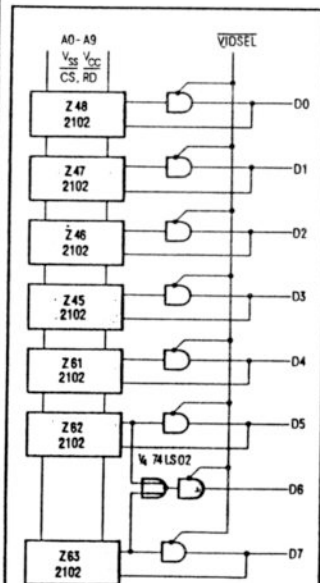 A0 - A9
VSS VCC
CS, RD
VIDSEL
Z48
2102
D0
Z47
2102
D1
Z46
2102
D2
Z45
2102
D3
Z61
2102
D4
Z62
2102
D5
¼ 74LS02
D6
Z63
2102
D7